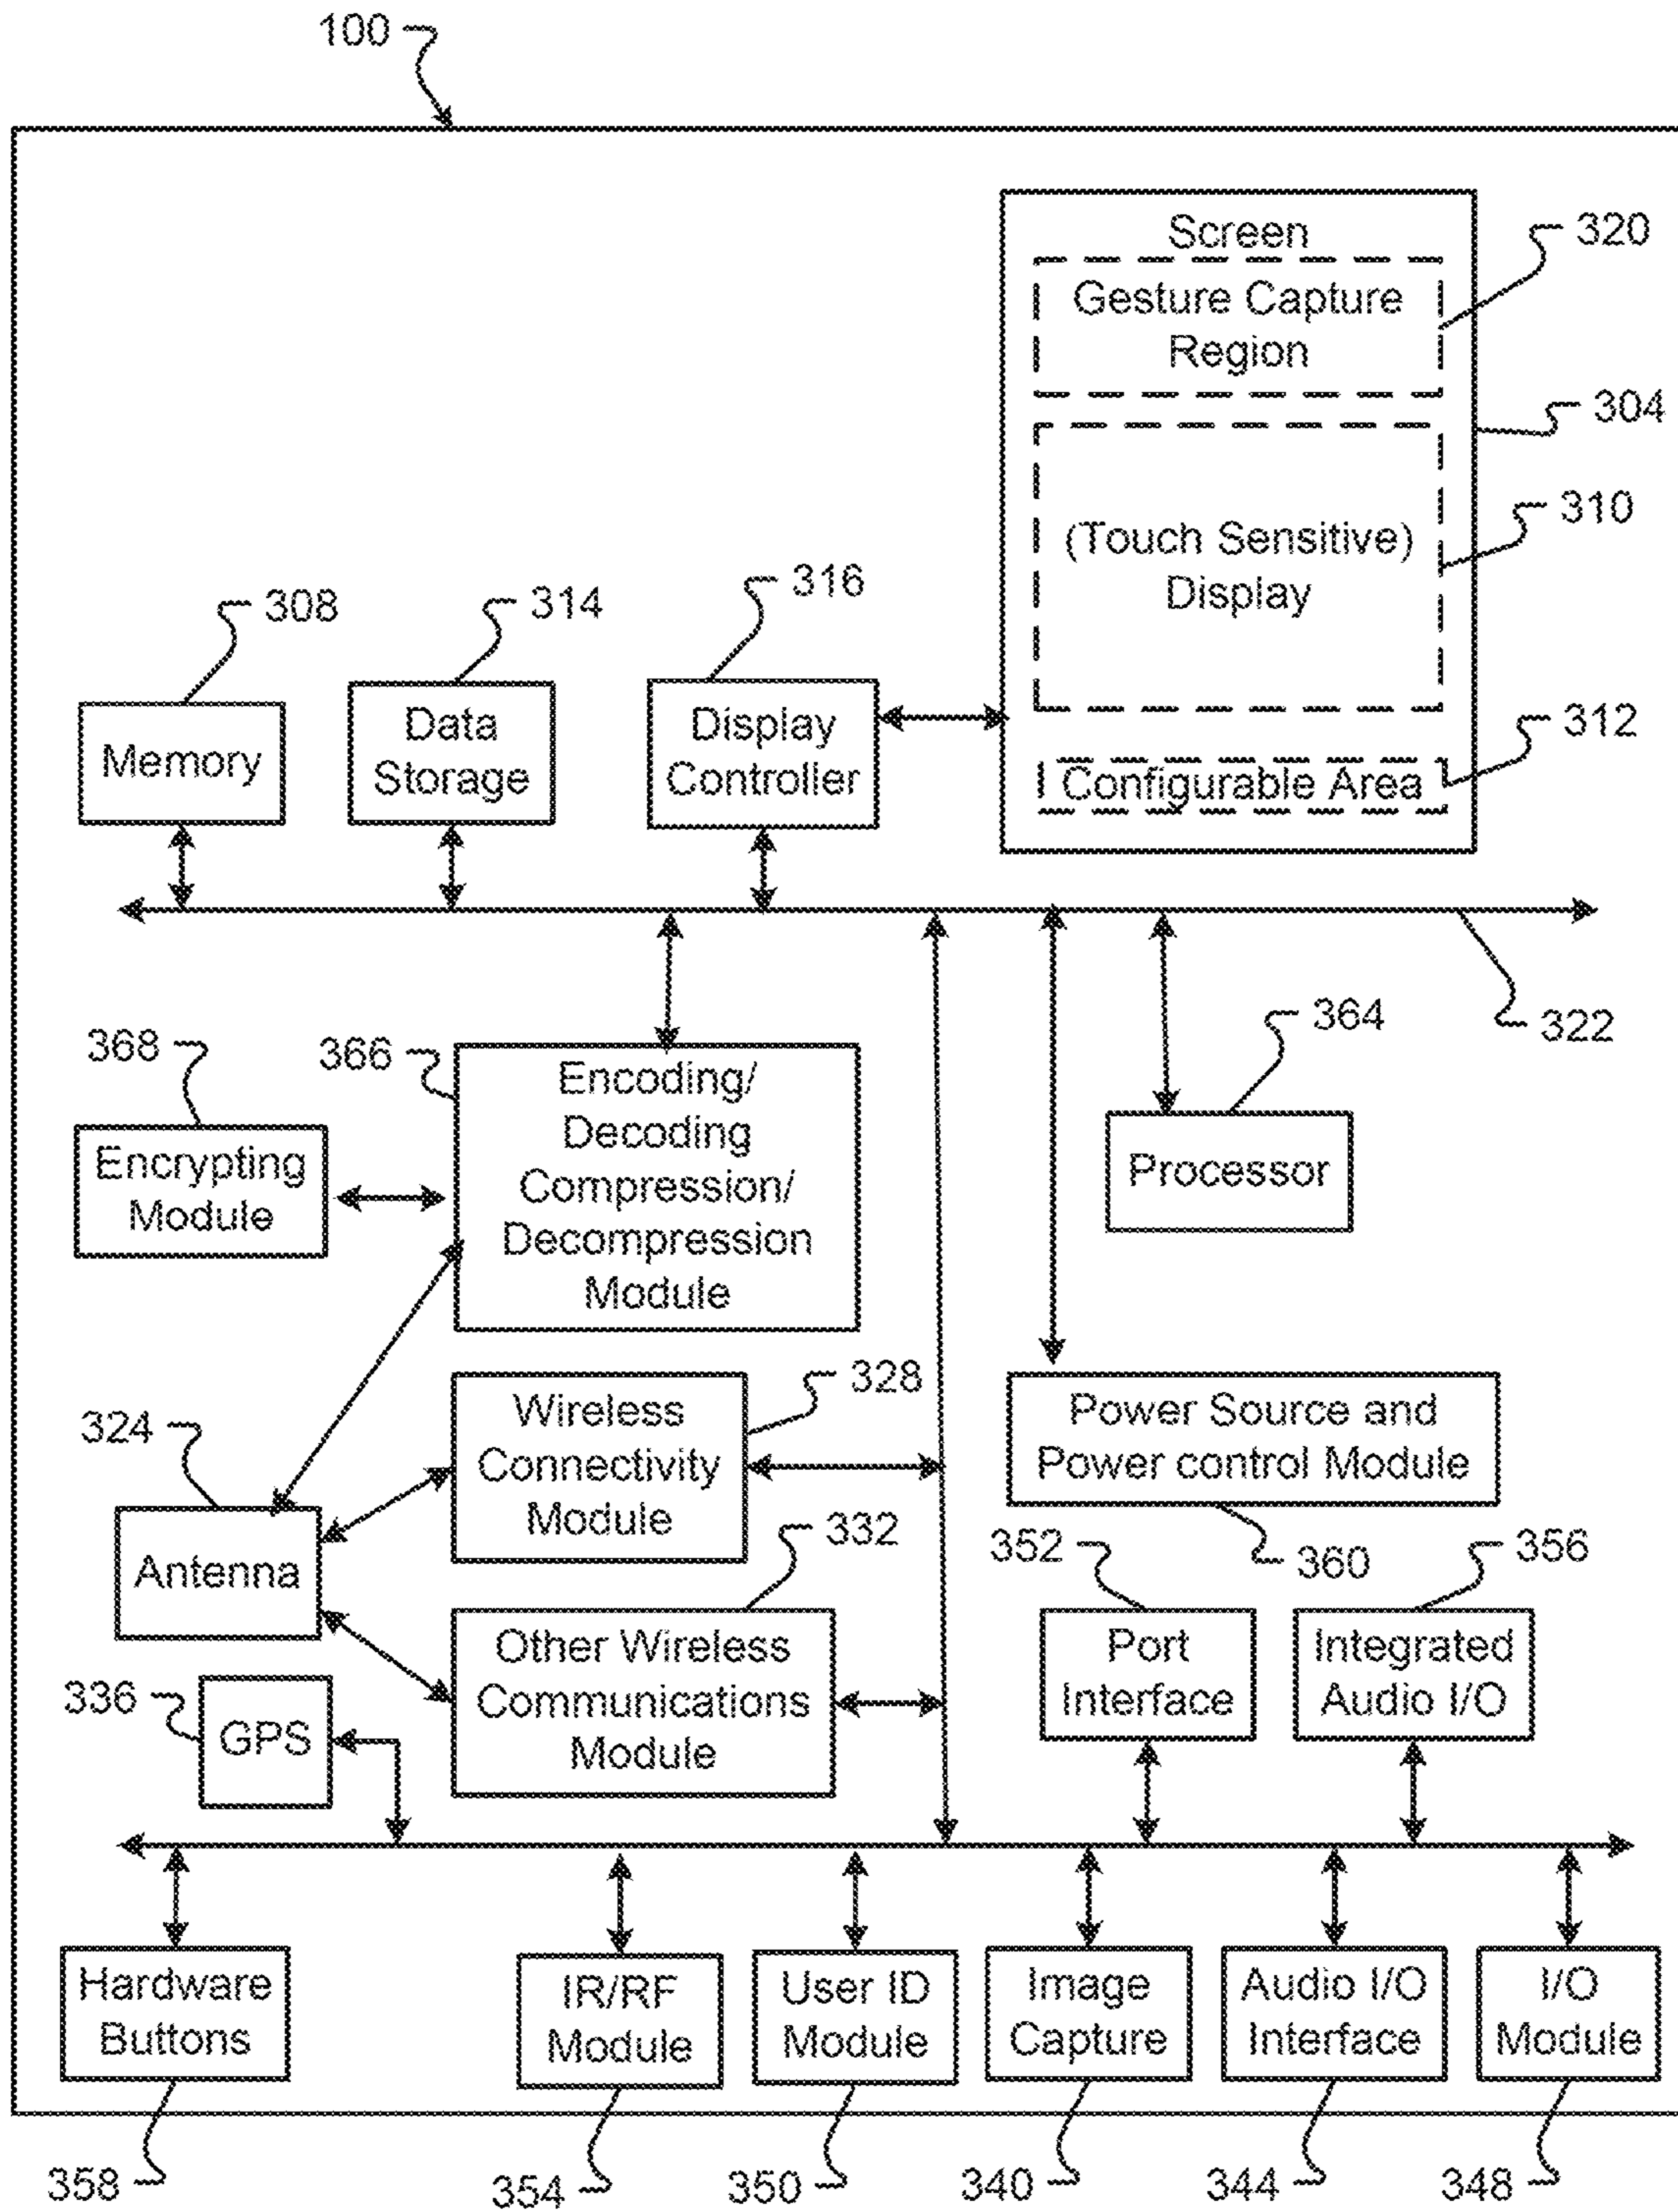 100
Screen
320
Gesture Capture
Region
304
310
(Touch Sensitive)
Display
316
314
308
Data
Storage
Display
Controller
Memory
312
Configurable Area
322
364
368
366
Encoding/
Decoding
Compression/
Decompression
Module
Encrypting
Module
Processor
328
324
Wireless
Connectivity
Module
Power Source and
Power control Module
332
352
360
356
Antenna
Other Wireless
Communications
Module
Port
Interface
Integrated
Audio I/O
336
GPS
Hardware
Buttons
IR/RF
Module
User ID
Module
Image
Capture
Audio I/O
Interface
I/O
Module
358
354
350
340
344
348